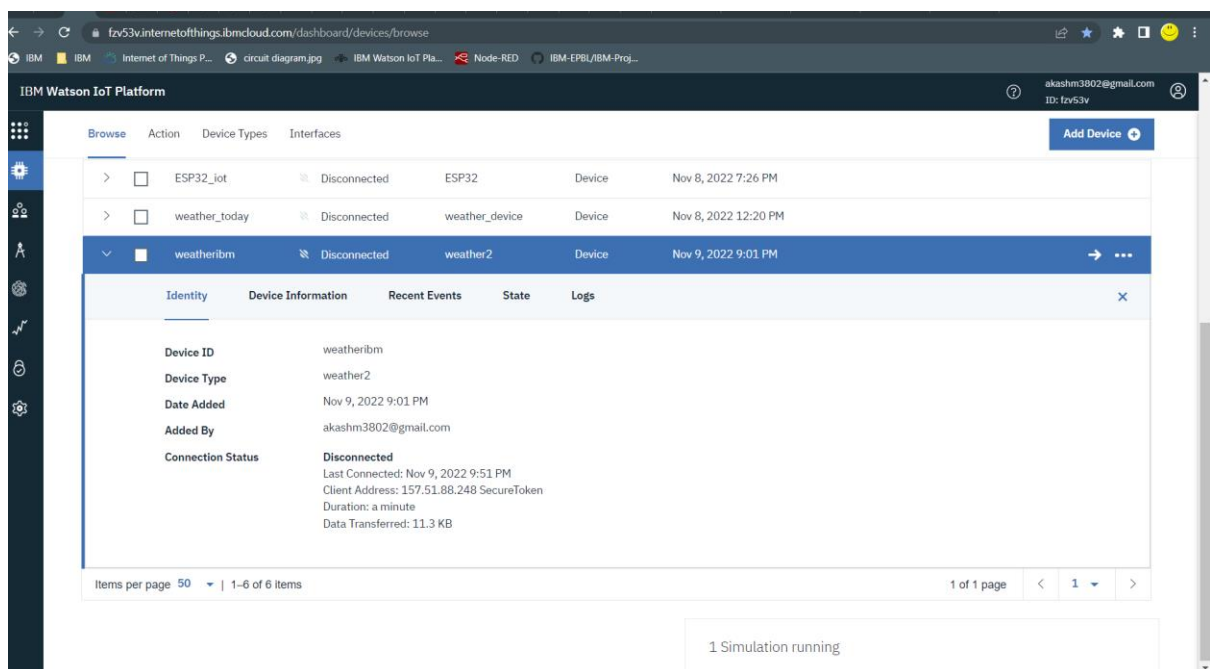 fzv53v.internetofthings.ibmcloud.com/dashboard/devices/browse
IBM IBM Internet of Things P... circuit diagram.jpg IBM Watson IoT Pla... Node-RED IBM-EPBL/IBM-Proj...
IBM Watson IoT Platform
akashm3802@gmail.com
ID: fzv53v
Browse Action Device Types Interfaces Add Device
ESP32_iot Disconnected ESP32 Device Nov 8, 2022 7:26 PM
weather_today Disconnected weather_device Device Nov 8, 2022 12:20 PM
weatheribm Disconnected weather2 Device Nov 9, 2022 9:01 PM
Identity Device Information Recent Events State Logs
Device ID weatheribm
Device Type weather2
Date Added Nov 9, 2022 9:01 PM
Added By akashm3802@gmail.com
Connection Status Disconnected
Last Connected: Nov 9, 2022 9:51 PM
Client Address: 157.51.88.248 SecureToken
Duration: a minute
Data Transferred: 11.3 KB
Items per page 50 | 1–6 of 6 items 1 of 1 page 1
1 Simulation running